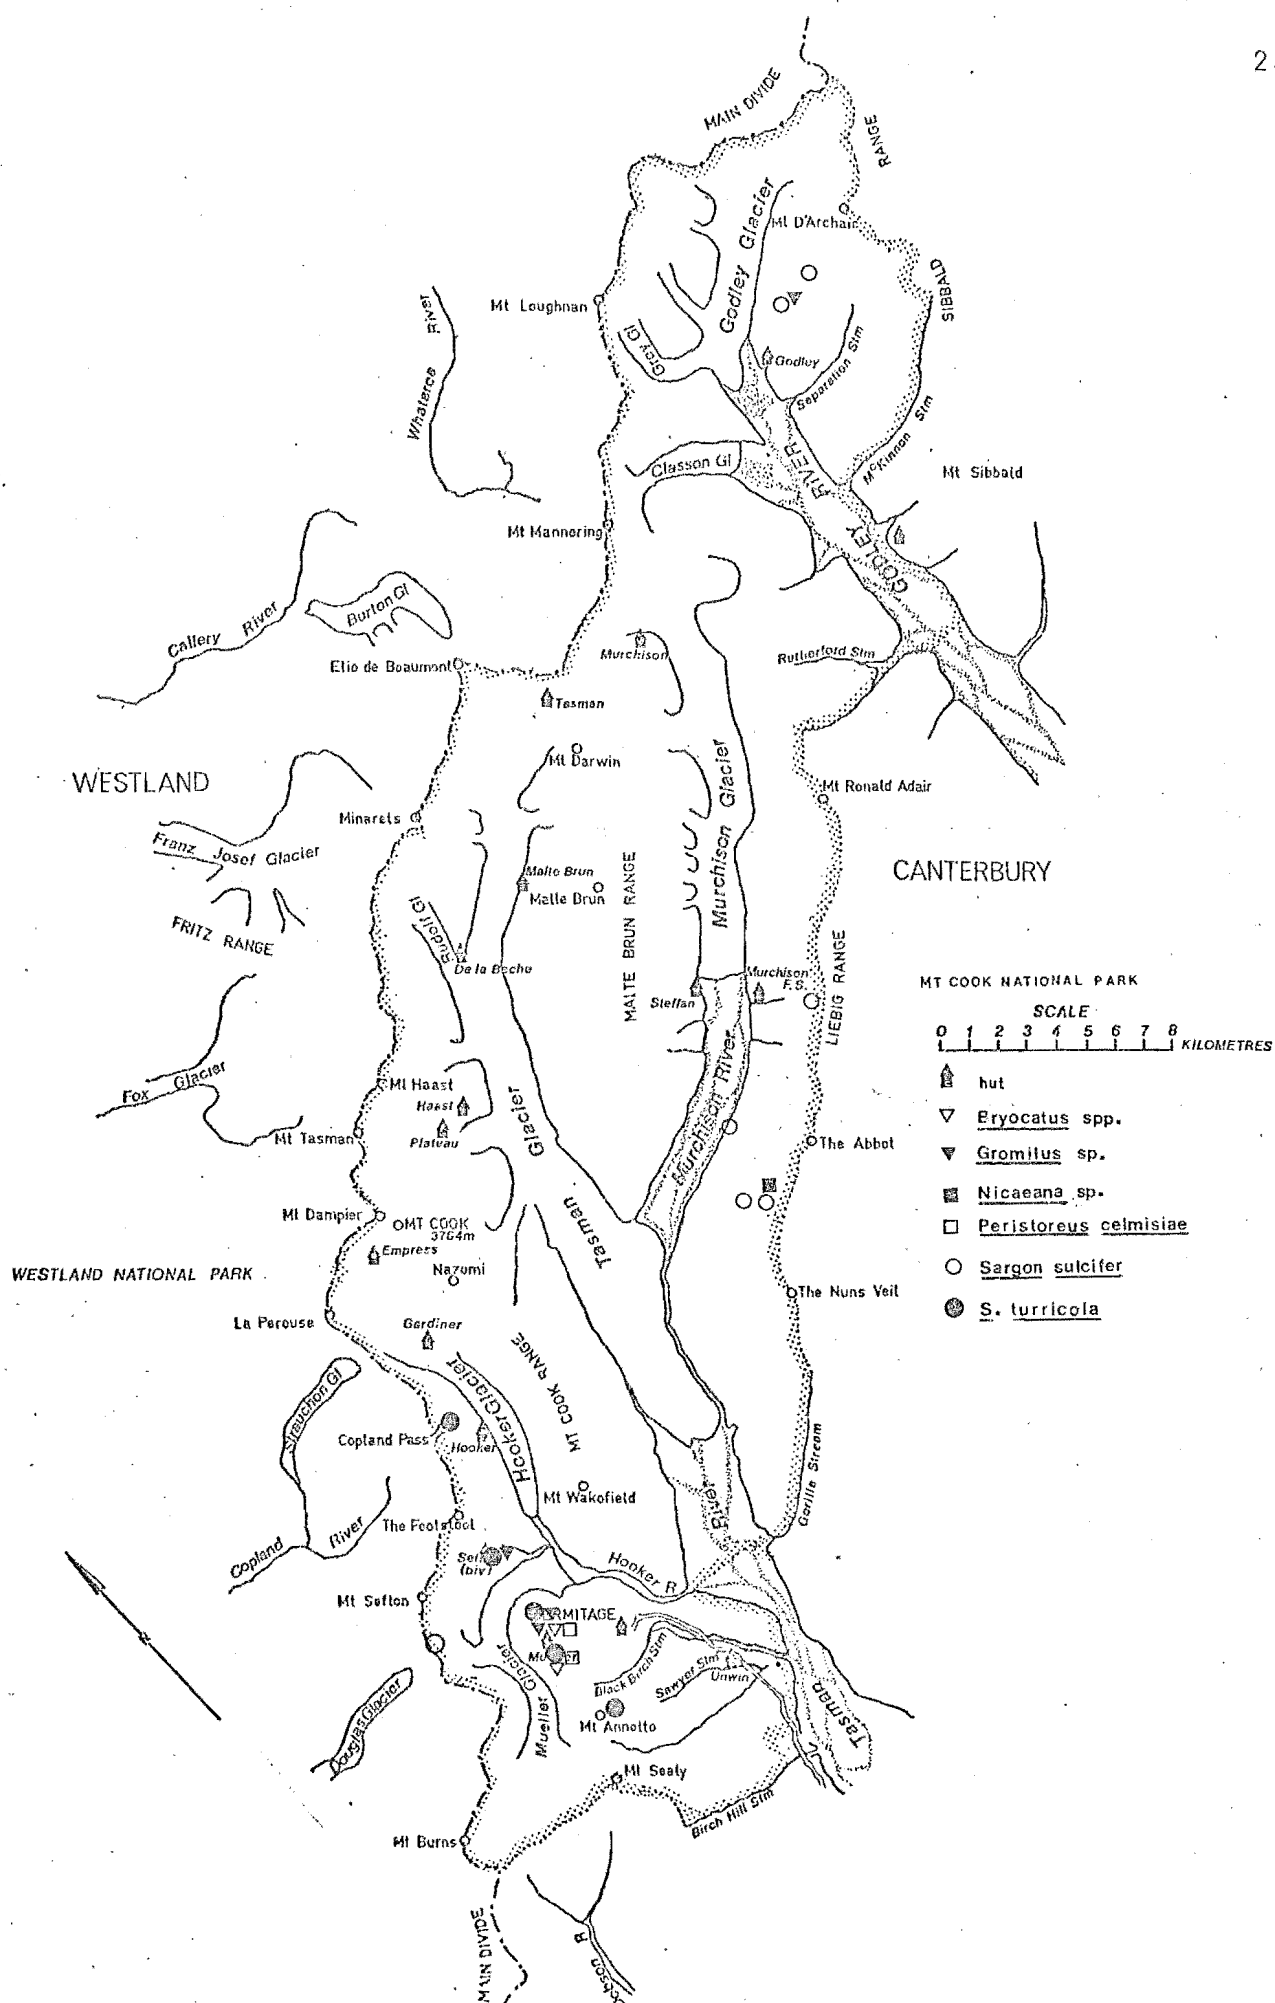 2.
MAIN DIVIDE
RANGE
Mt D'Archair
Godley Glacier
SIBBALD
Mt Loughnan
Whateroa River
Grey Gl
Godley
Separation Stm
McKinnon Stm
Classon Gl
Mt Sibbald
GODLEY RIVER
Mt Mannering
Burton Gl
Callery River
Murchison
Rutherford Stm
Elie de Beaumont
Tasman
Mt Darwin
WESTLAND
Mt Ronald Adair
Minarets
Murchison Glacier
Franz Josef Glacier
CANTERBURY
Malte Brun
Malte Brun
MALTE BRUN RANGE
FRITZ RANGE
Rudolf Gl
De la Beche
Murchison F.S.
Steffan
LIEBIG RANGE
MT COOK NATIONAL PARK
SCALE
0 1 2 3 4 5 6 7 8
KILOMETRES
Fox Glacier
Mt Haast
Haast
hut
Bryocatus spp.
Murchison River
Mt Tasman
Plateau
The Abbot
Gromilus sp.
Nicaeana sp.
Mt Dampier
MT COOK
3764m
Peristoreus celmisiae
Tasman Glacier
Empress
WESTLAND NATIONAL PARK
Nazomi
Sargon sulcifer
The Nuns Veil
S. turricola
La Perouse
Gardiner
Strauchon Gl
Hooker Glacier
MT COOK RANGE
Copland Pass
Hooker
Gorilla Stream
Mt Wakefield
River
The Footstool
Copland River
(biv)
Hooker R
Mt Sefton
Mueller Glacier
Black Birch Stm
Sawyer Stm
Unwin
Tasman
Douglas Glacier
Mt Annette
Mt Sealy
Birch Hill Stm
Mt Burns
MAIN DIVIDE